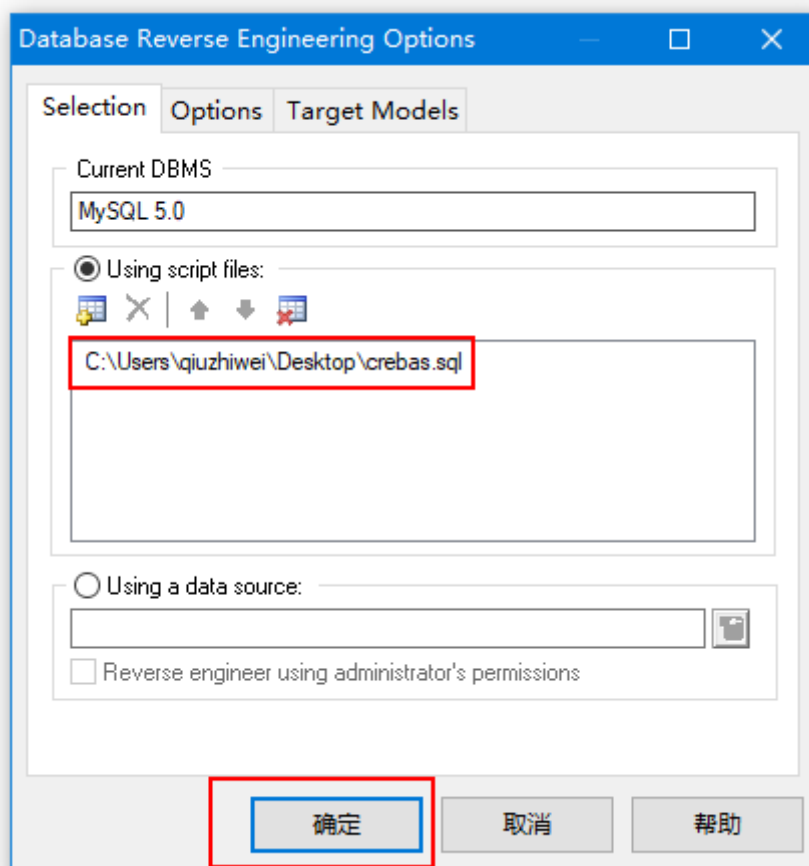 Database Reverse Engineering Options
Selection Options Target Models
Current DBMS
MySQL 5.0
Using script files:
C:\Users\qiuzhiwei\Desktop\crebas.sql
Using a data source:
Reverse engineer using administrator's permissions
确定 取消 帮助